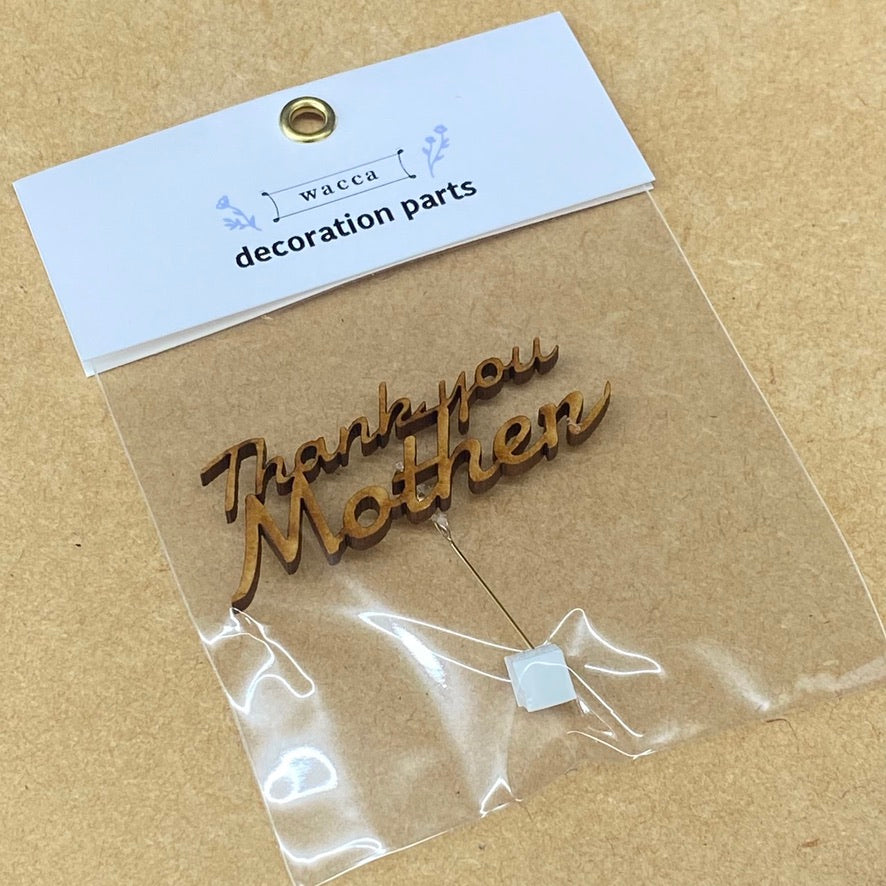 wacca
decoration parts
Thank you
Mother